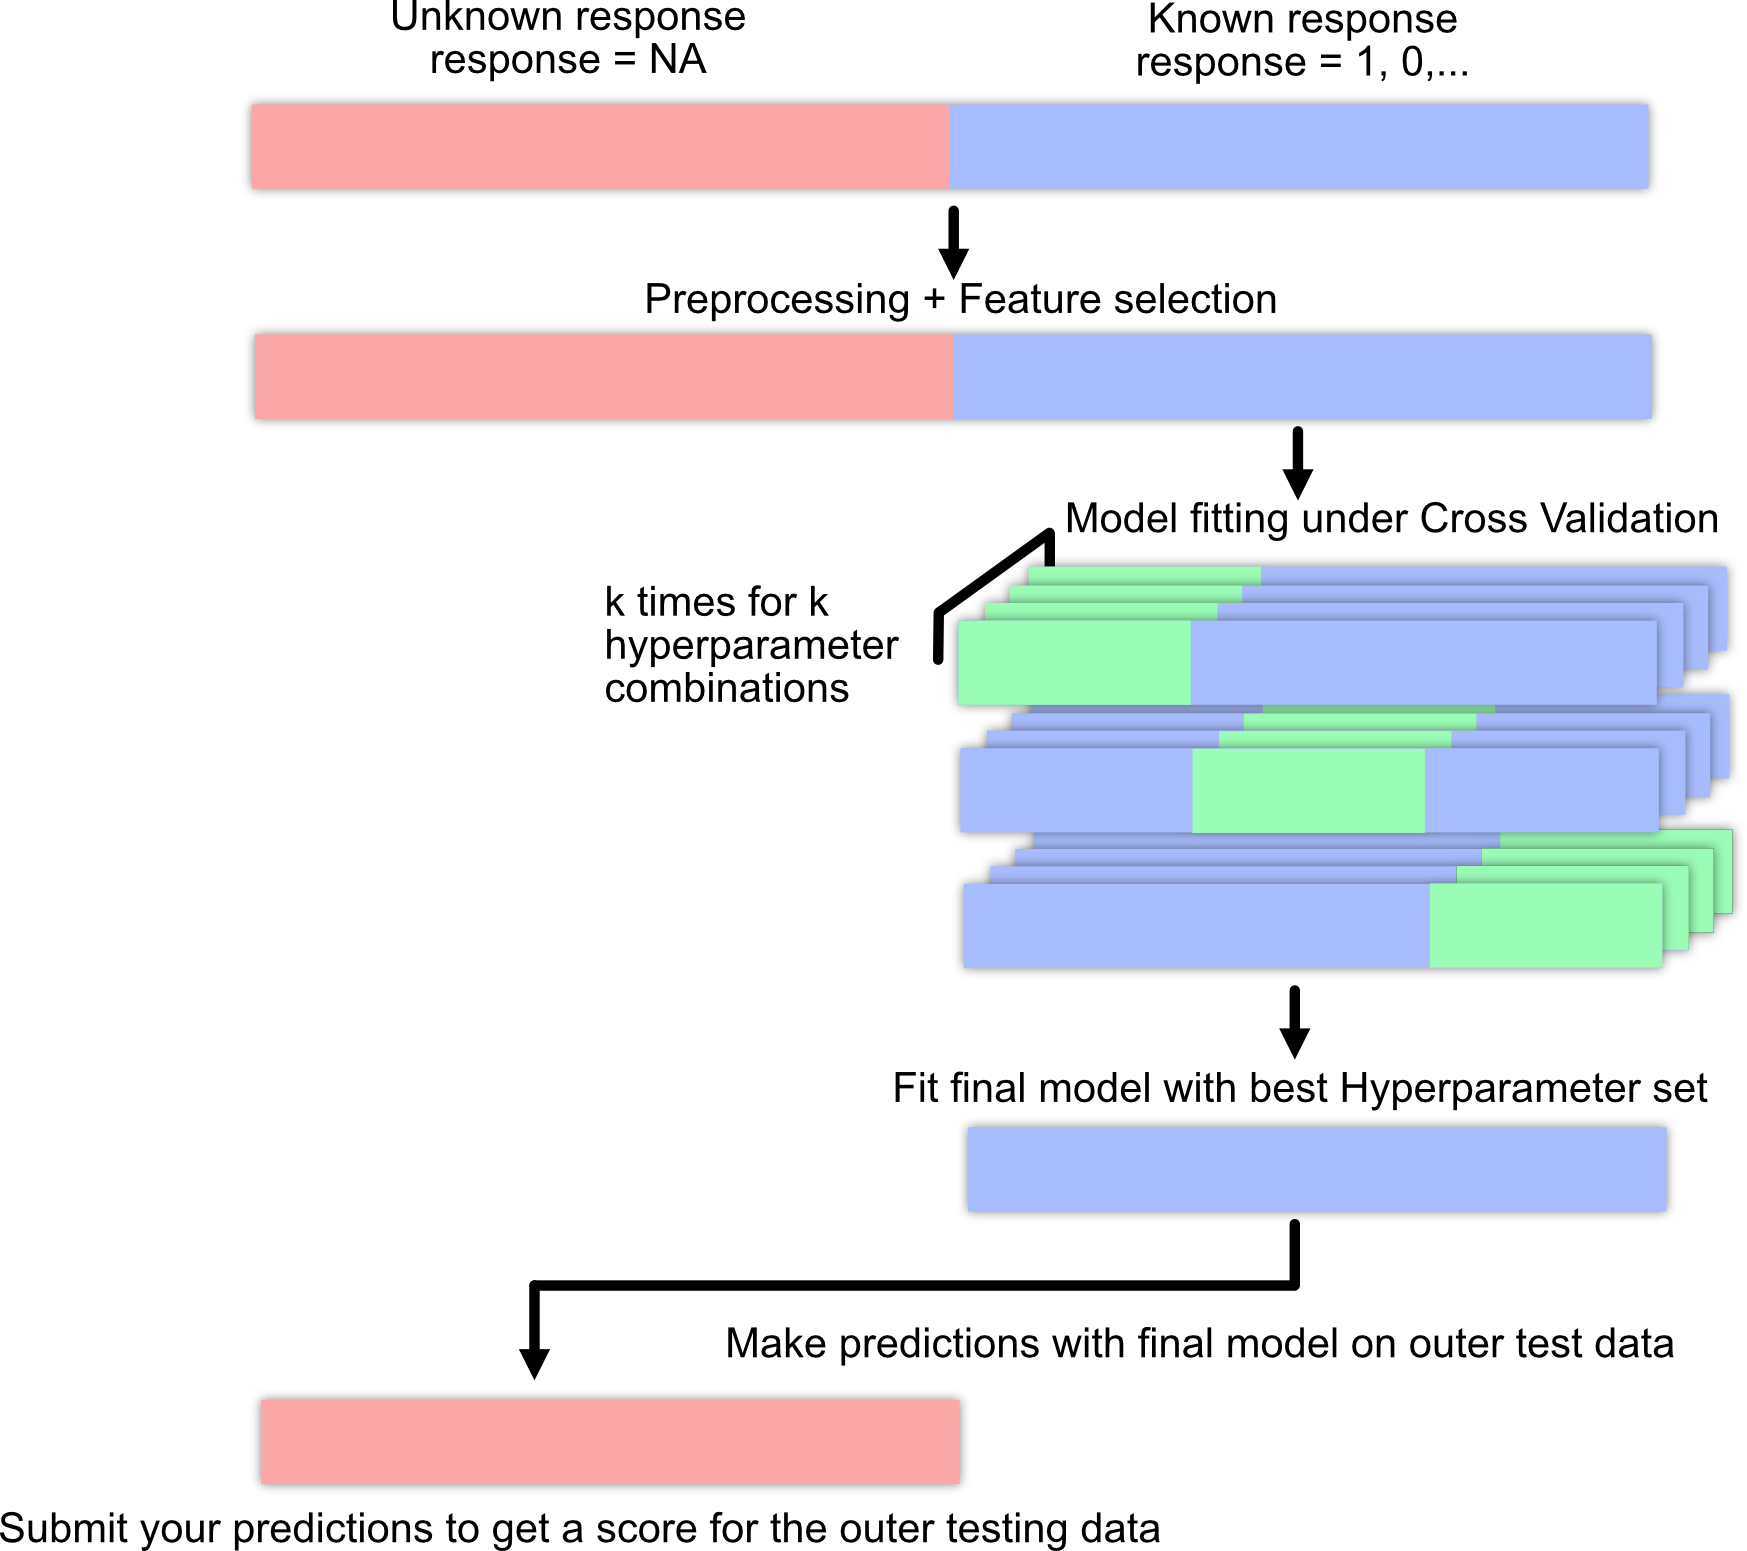 Unknown response
response = NA
Known response
response = 1, 0,...
Preprocessing + Feature selection
Model fitting under Cross Validation
k times for k
hyperparameter
combinations
Fit final model with best Hyperparameter set
Make predictions with final model on outer test data
Submit your predictions to get a score for the outer testing data